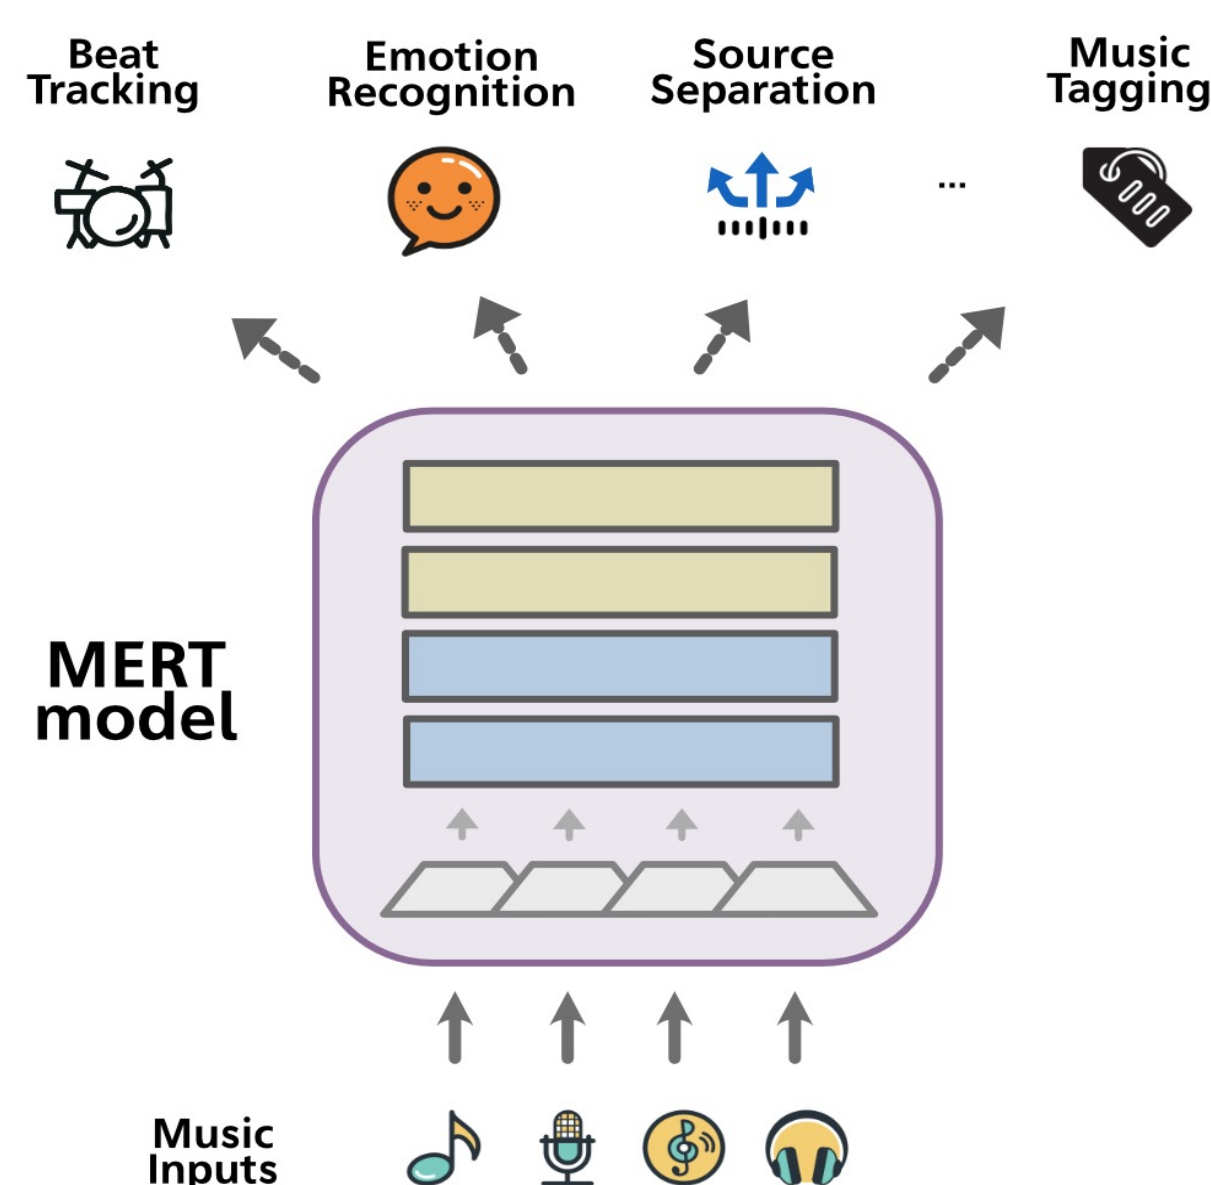 Beat
Tracking
Emotion
Recognition
Source
Separation
...
Music
Tagging
MERT
model
Music
Inputs